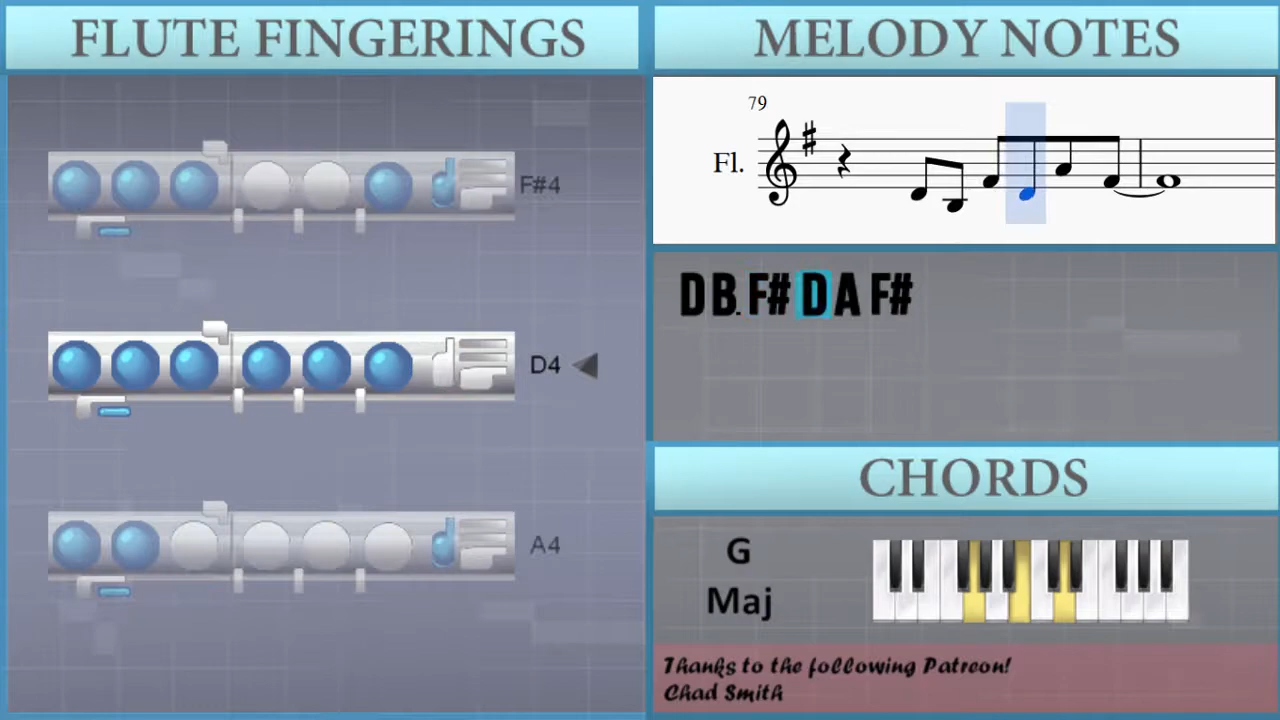 FLUTE FINGERINGS
F#4
D4
A4
MELODY NOTES
79
Fl.
D B. F# D A F#
CHORDS
G
Maj
Thanks to the following Patreon!
Chad Smith